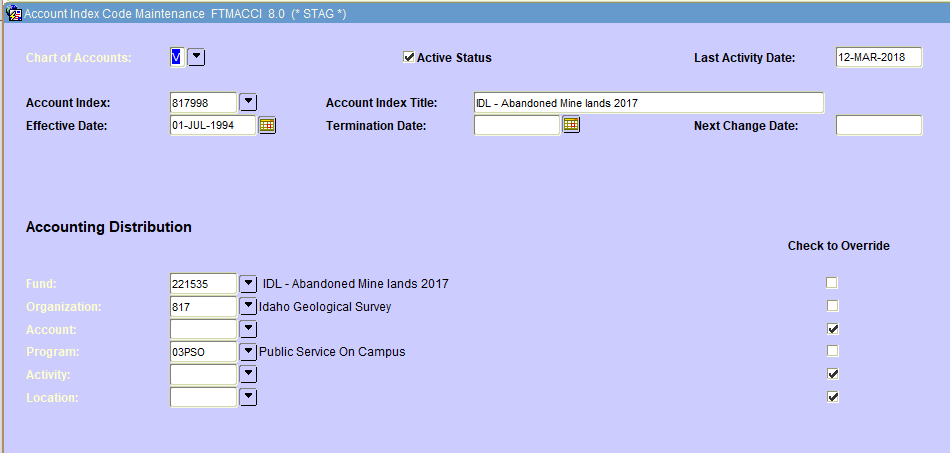 Account Index Code Maintenance FTMACCI 8.0 (* STAG *)
Chart of Accounts: V Active Status Last Activity Date: 12-MAR-2018
Account Index: 817998 Account Index Title: IDL - Abandoned Mine lands 2017
Effective Date: 01-JUL-1994 Termination Date: Next Change Date:
Accounting Distribution
Check to Override
Fund: 221535 IDL - Abandoned Mine lands 2017
Organization: 817 Idaho Geological Survey
Account:
Program: 03PSO Public Service On Campus
Activity:
Location: